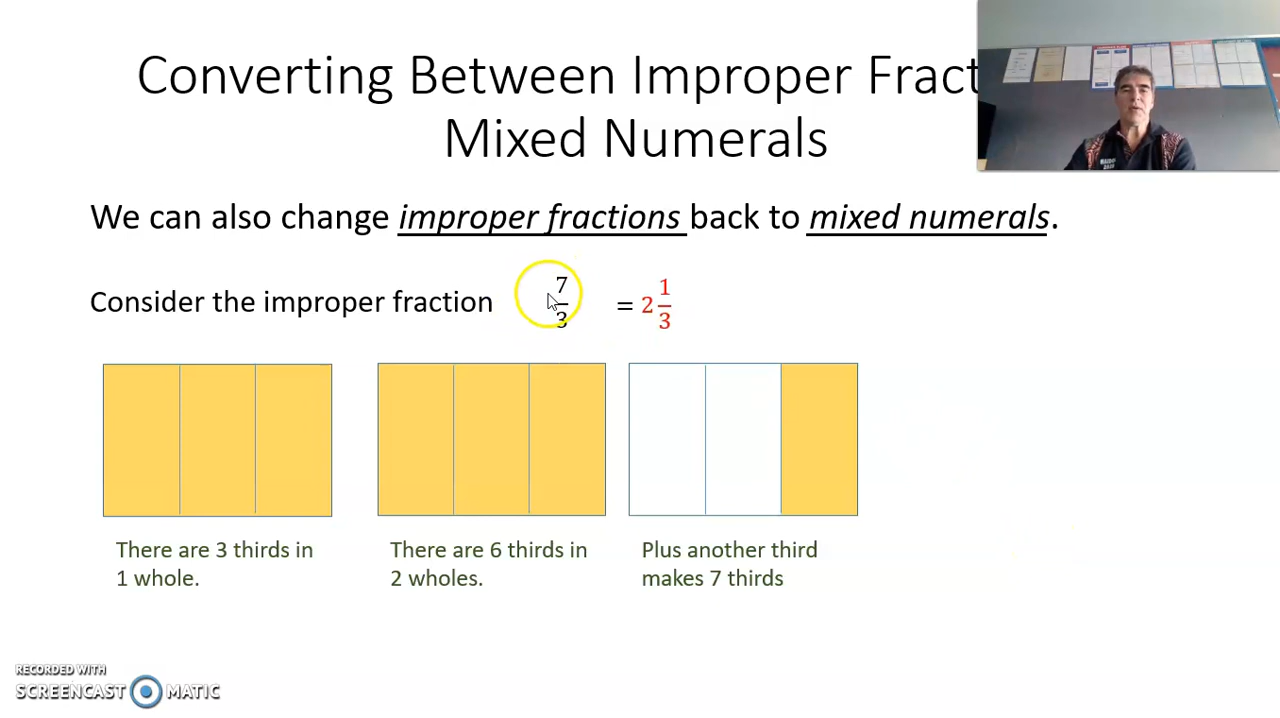 Converting Between Improper Fract
Mixed Numerals
We can also change improper fractions back to mixed numerals.
Consider the improper fraction 7/3 = 2 1/3
There are 3 thirds in
1 whole.
There are 6 thirds in
2 wholes.
Plus another third
makes 7 thirds
RECORDED WITH
SCREENCAST MATIC